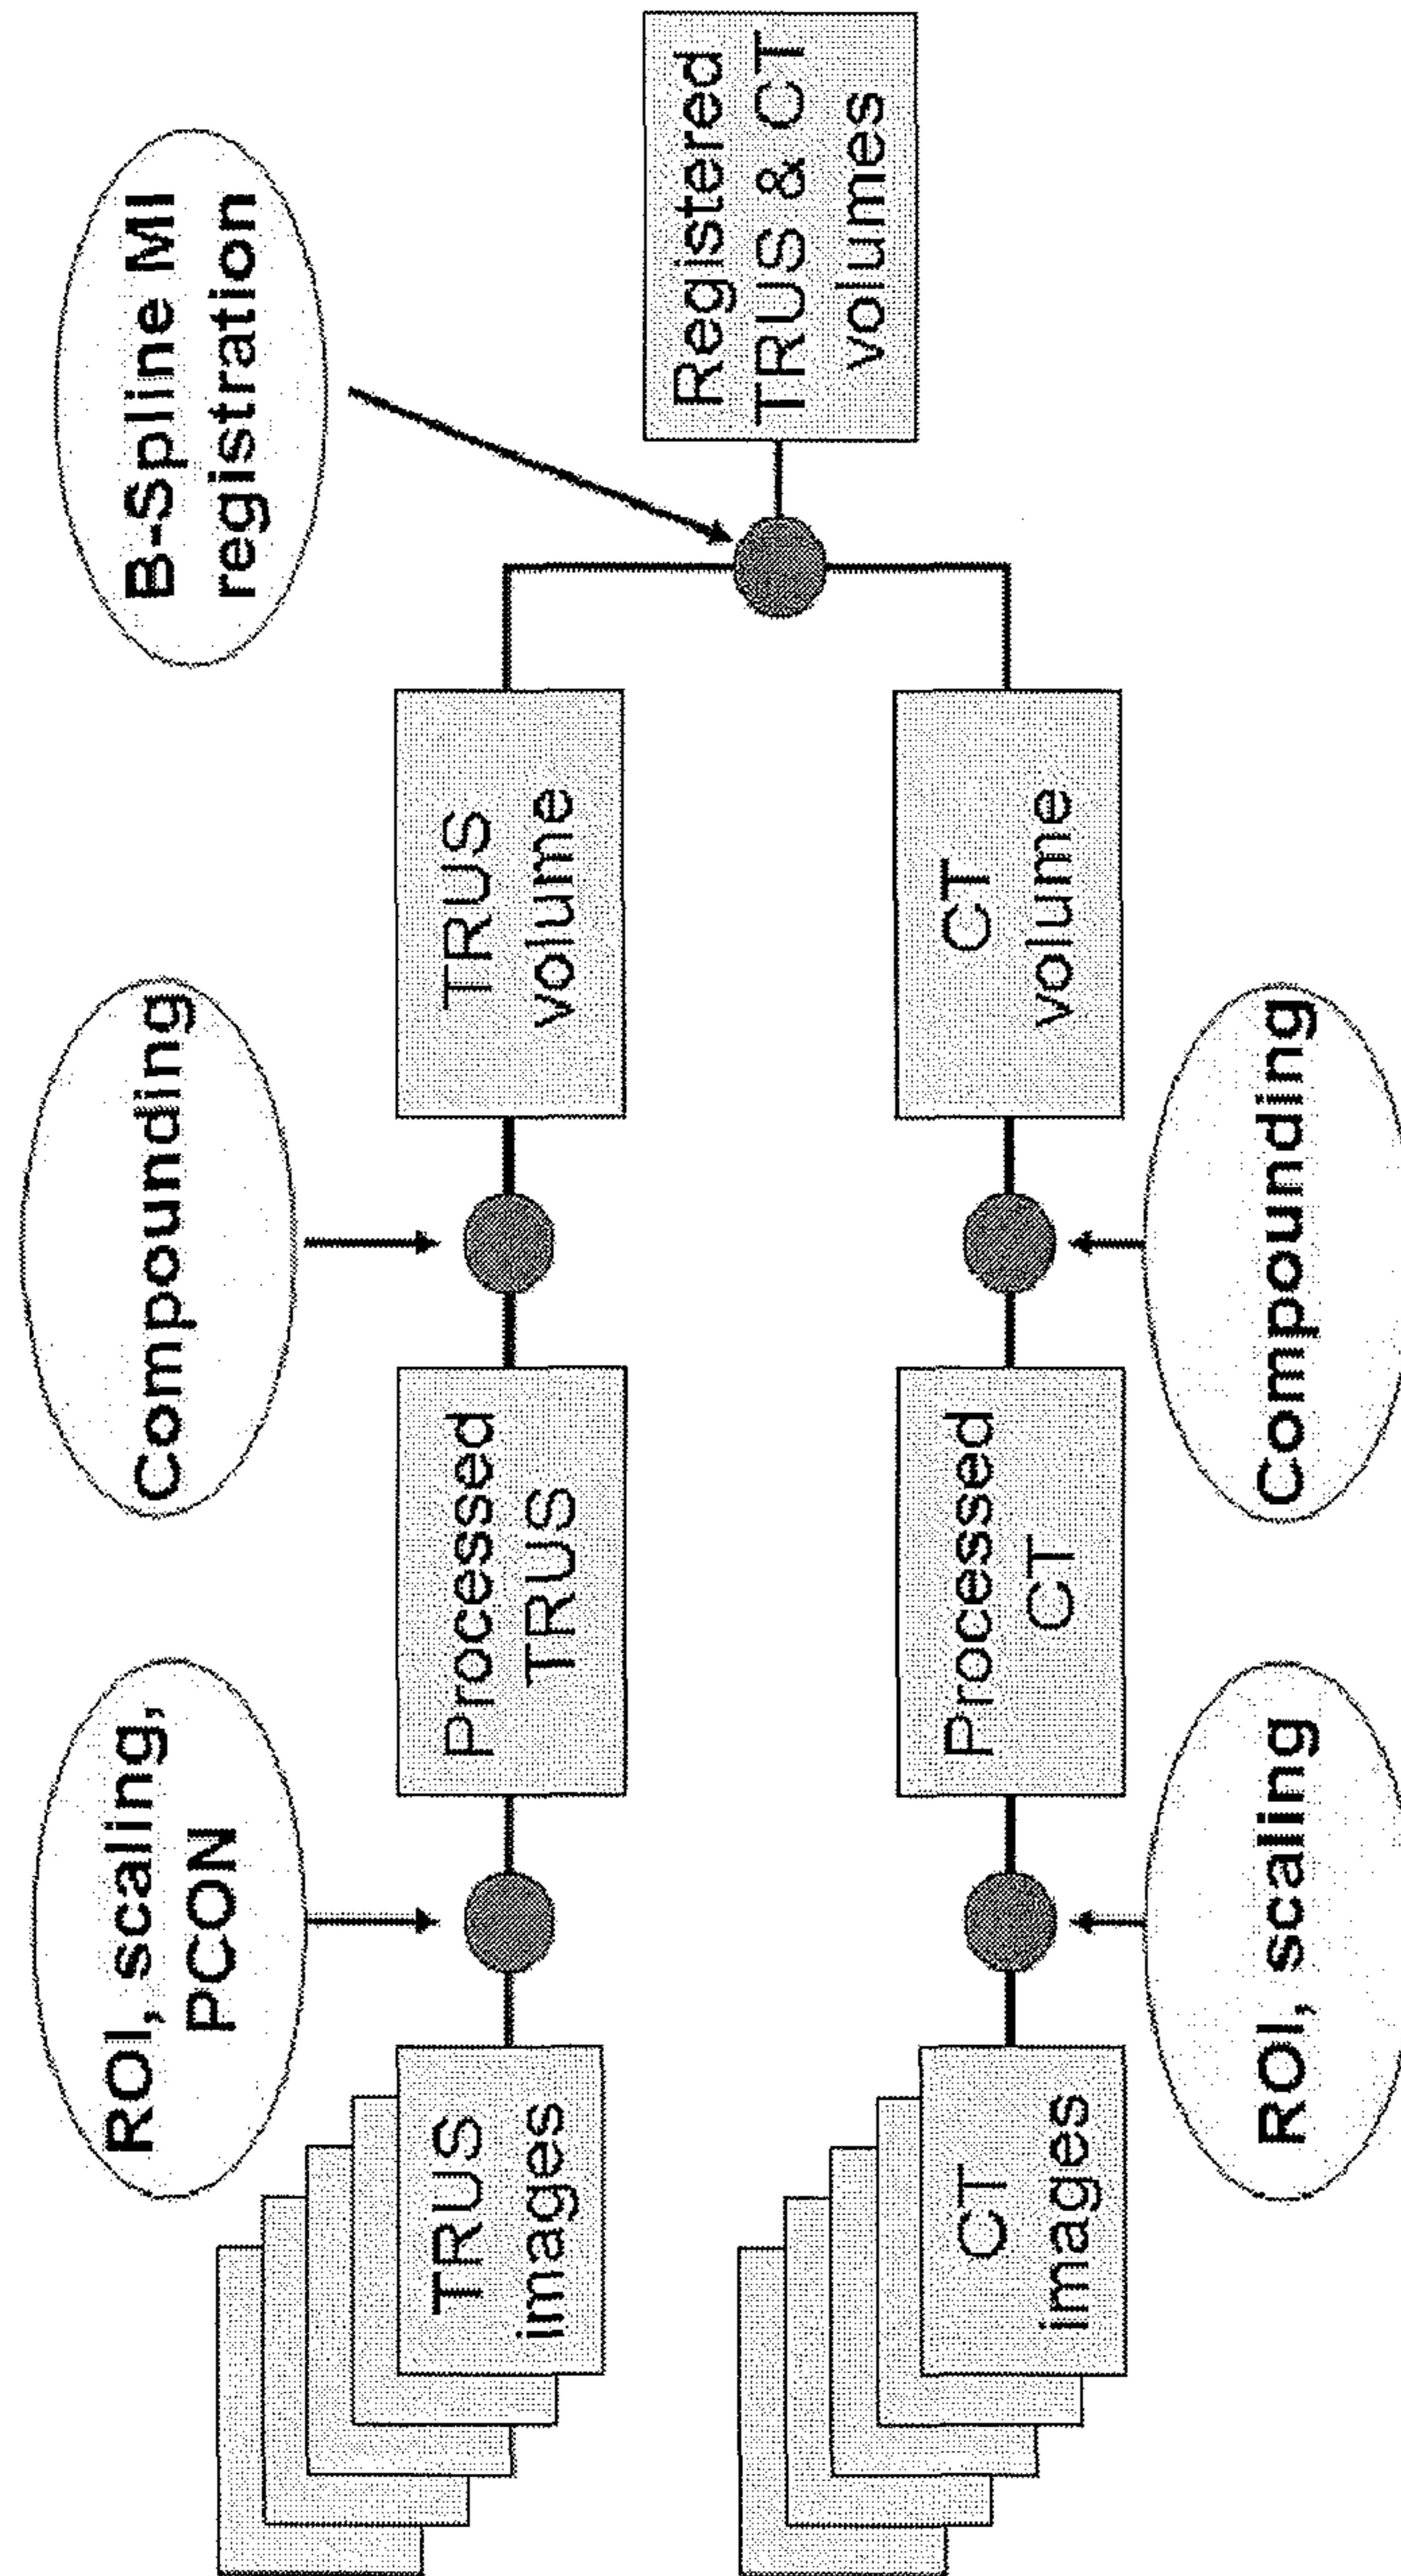 ROI, scaling,
PCON
Compounding
B-Spline MI
registration
TRUS
images
Processed
TRUS
TRUS
volume
Registered
TRUS & CT
volumes
CT
images
Processed
CT
CT
volume
ROI, scaling
Compounding